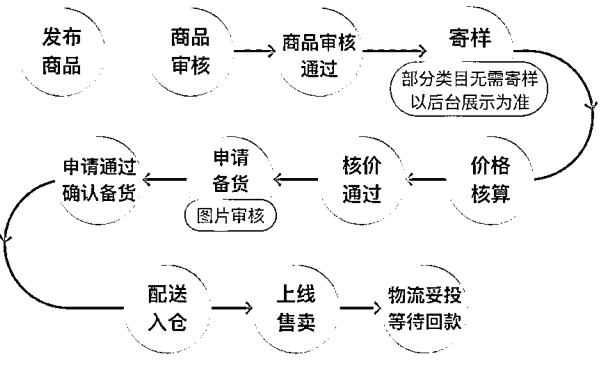 发布
商品
商品
审核
商品审核
通过
寄样
部分类目无需寄样
以后台展示为准
价格
核算
核价
通过
申请
备货
图片审核
申请通过
确认备货
配送
入仓
上线
售卖
物流妥投
等待回款